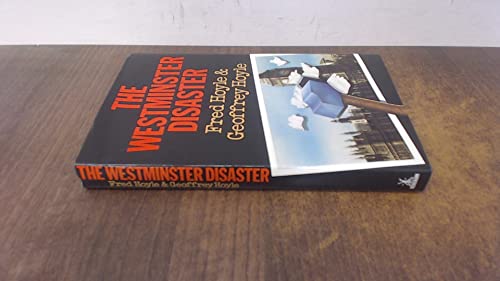 THE
WESTMINSTER
DISASTER
Fred Hoyle &
Geoffrey Hoyle
THE WESTMINSTER DISASTER
Fred Hoyle & Geoffrey Hoyle